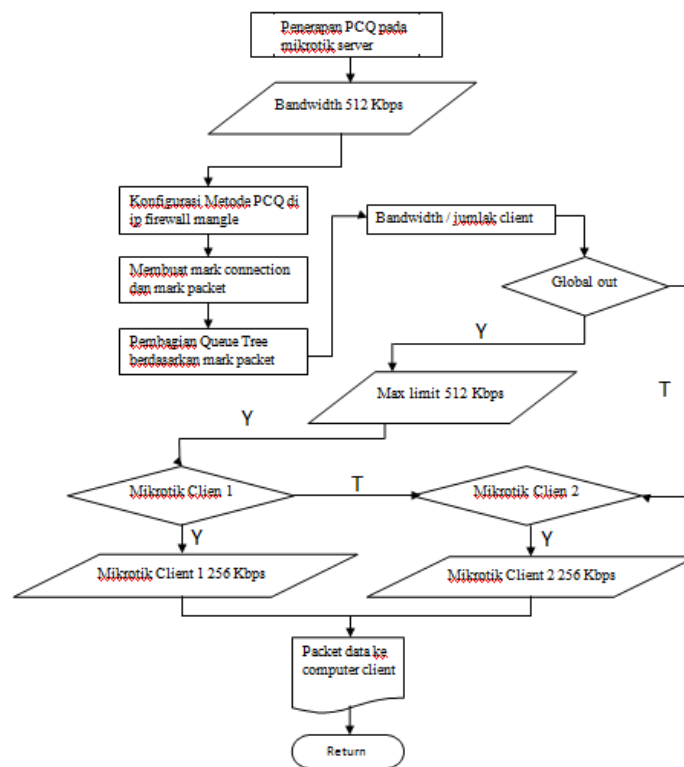 Penerapan PCQ pada
mikrotik server
Bandwidth 512 Kbps
Konfigurasi Metode PCQ di
ip firewall mangle
Bandwidth / jumlak client
Membuat mark connection
dan mark packet
Global out
Pembagian Queue Tree
berdasarkan mark packet
Y
Max limit 512 Kbps
T
Y
Mikrotik Clien 1
T
Mikrotik Clien 2
Y
Y
Mikrotik Client 1 256 Kbps
Mikrotik Client 2 256 Kbps
Packet data ke
computer client
Return